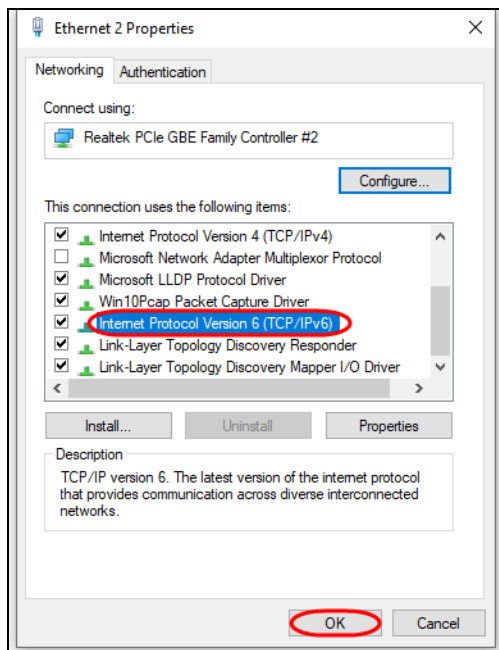 Ethernet 2 Properties
Networking
Authentication
Connect using:
Realtek PCIe GBE Family Controller #2
Configure...
This connection uses the following items:
Internet Protocol Version 4 (TCP/IPv4)
Microsoft Network Adapter Multiplexor Protocol
Microsoft LLDP Protocol Driver
Win10Pcap Packet Capture Driver
Internet Protocol Version 6 (TCP/IPv6)
Link-Layer Topology Discovery Responder
Link-Layer Topology Discovery Mapper I/O Driver
Install...
Uninstall
Properties
Description
TCP/IP version 6. The latest version of the internet protocol
that provides communication across diverse interconnected
networks.
OK
Cancel